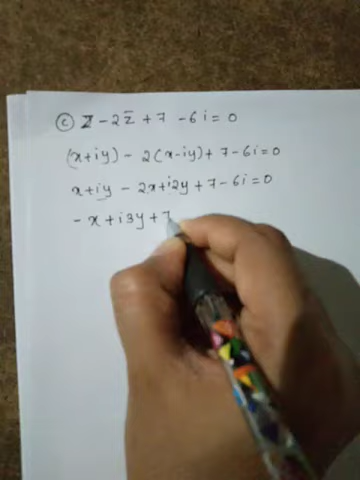 ⓒ Z - 2z̄ + 7 - 6i = 0
(x+iy) - 2(x-iy) + 7 - 6i = 0
x+iy - 2x+i2y + 7 - 6i = 0
- x + i3y + 7